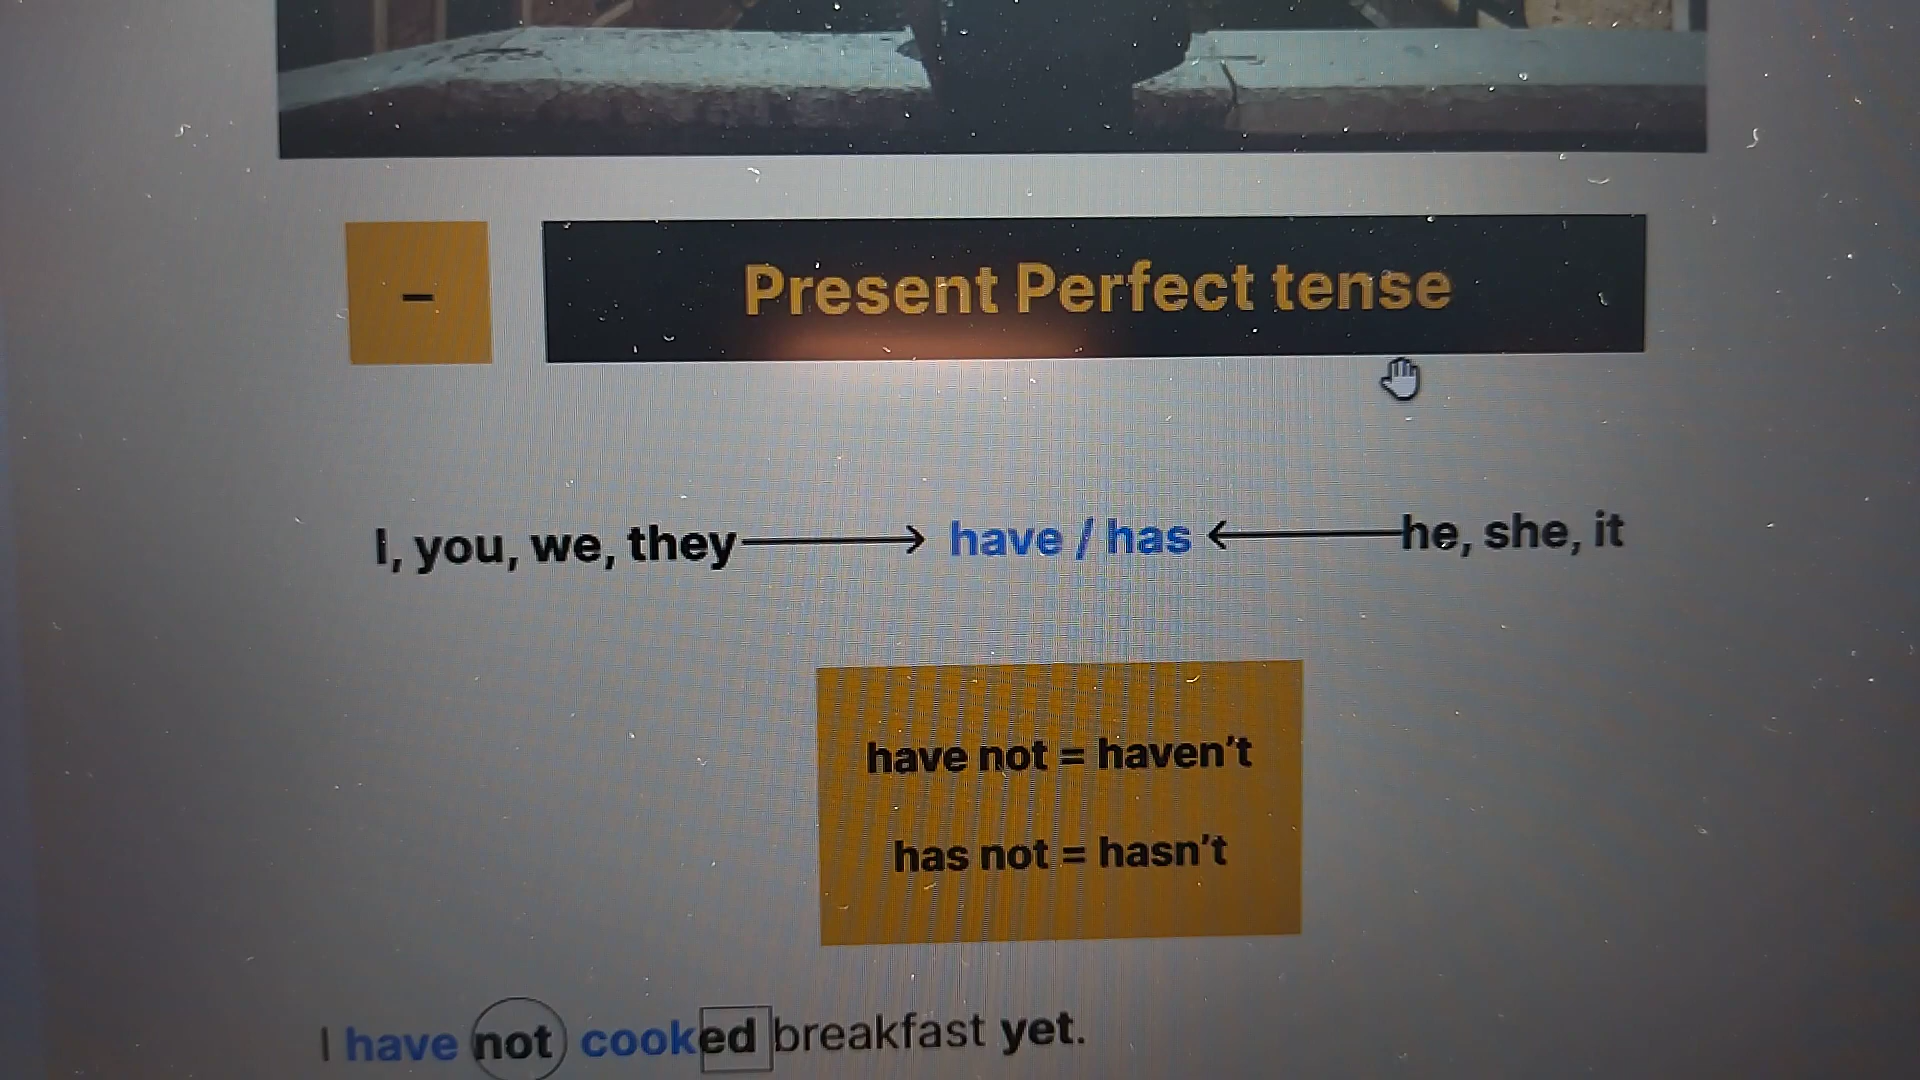 –
Present Perfect tense
I, you, we, they → have / has ← he, she, it
have not = haven't
has not = hasn't
I have not cooked breakfast yet.